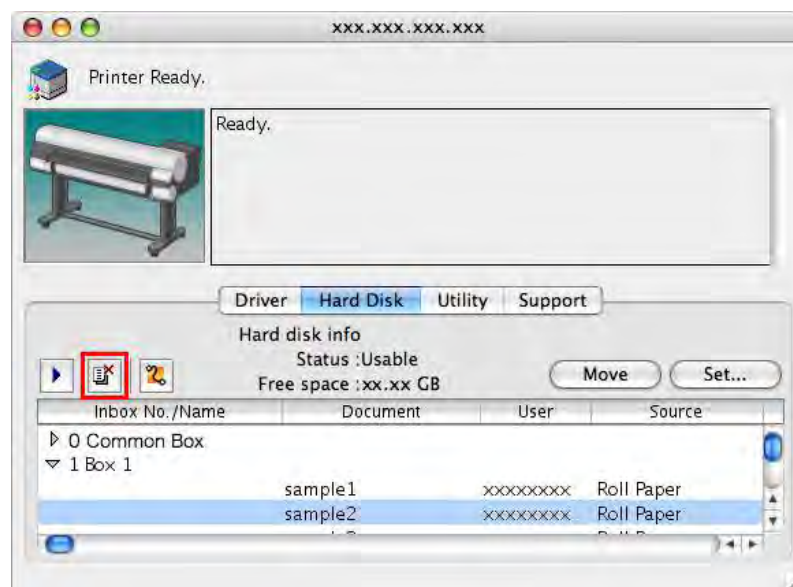 xxx.xxx.xxx.xxx
Printer Ready.
Ready.
Driver Hard Disk Utility Support
Hard disk info
Status :Usable
Free space :xx.xx GB
Move Set...
Inbox No./Name Document User Source
0 Common Box
1 Box 1
sample1 xxxxxxxx Roll Paper
sample2 xxxxxxxx Roll Paper